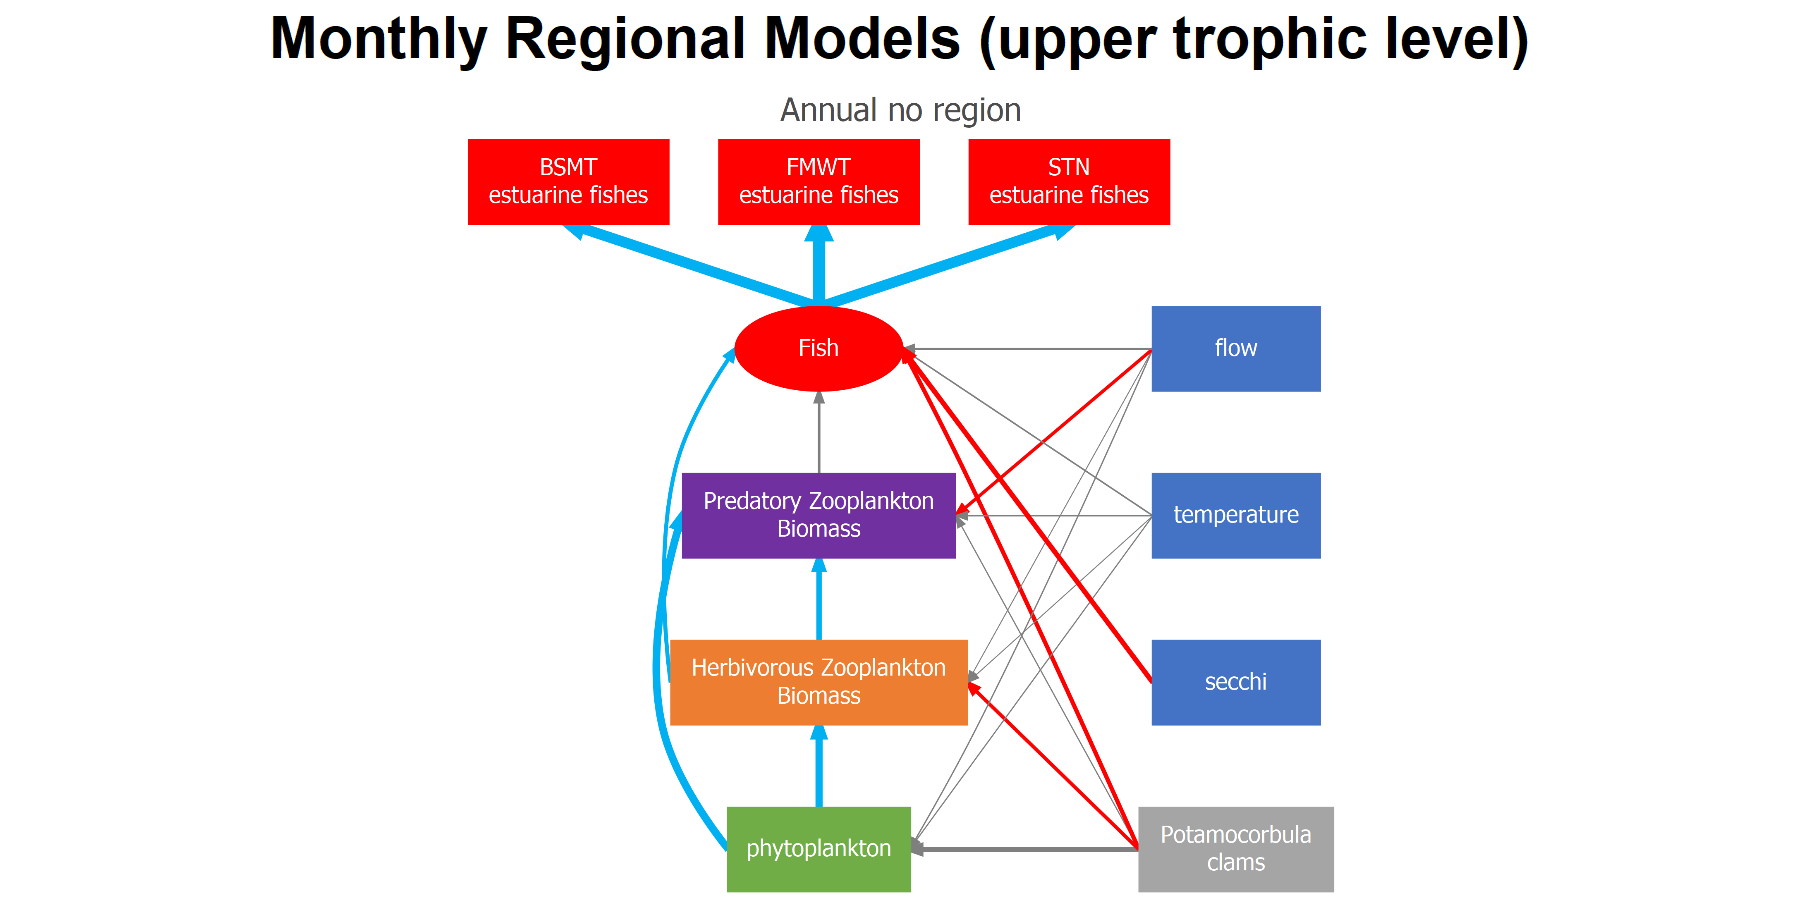 Monthly Regional Models (upper trophic level)
Annual no region
BSMT
estuarine fishes
FMWT
estuarine fishes
STN
estuarine fishes
Fish
flow
Predatory Zooplankton
Biomass
temperature
Herbivorous Zooplankton
Biomass
secchi
phytoplankton
Potamocorbula
clams